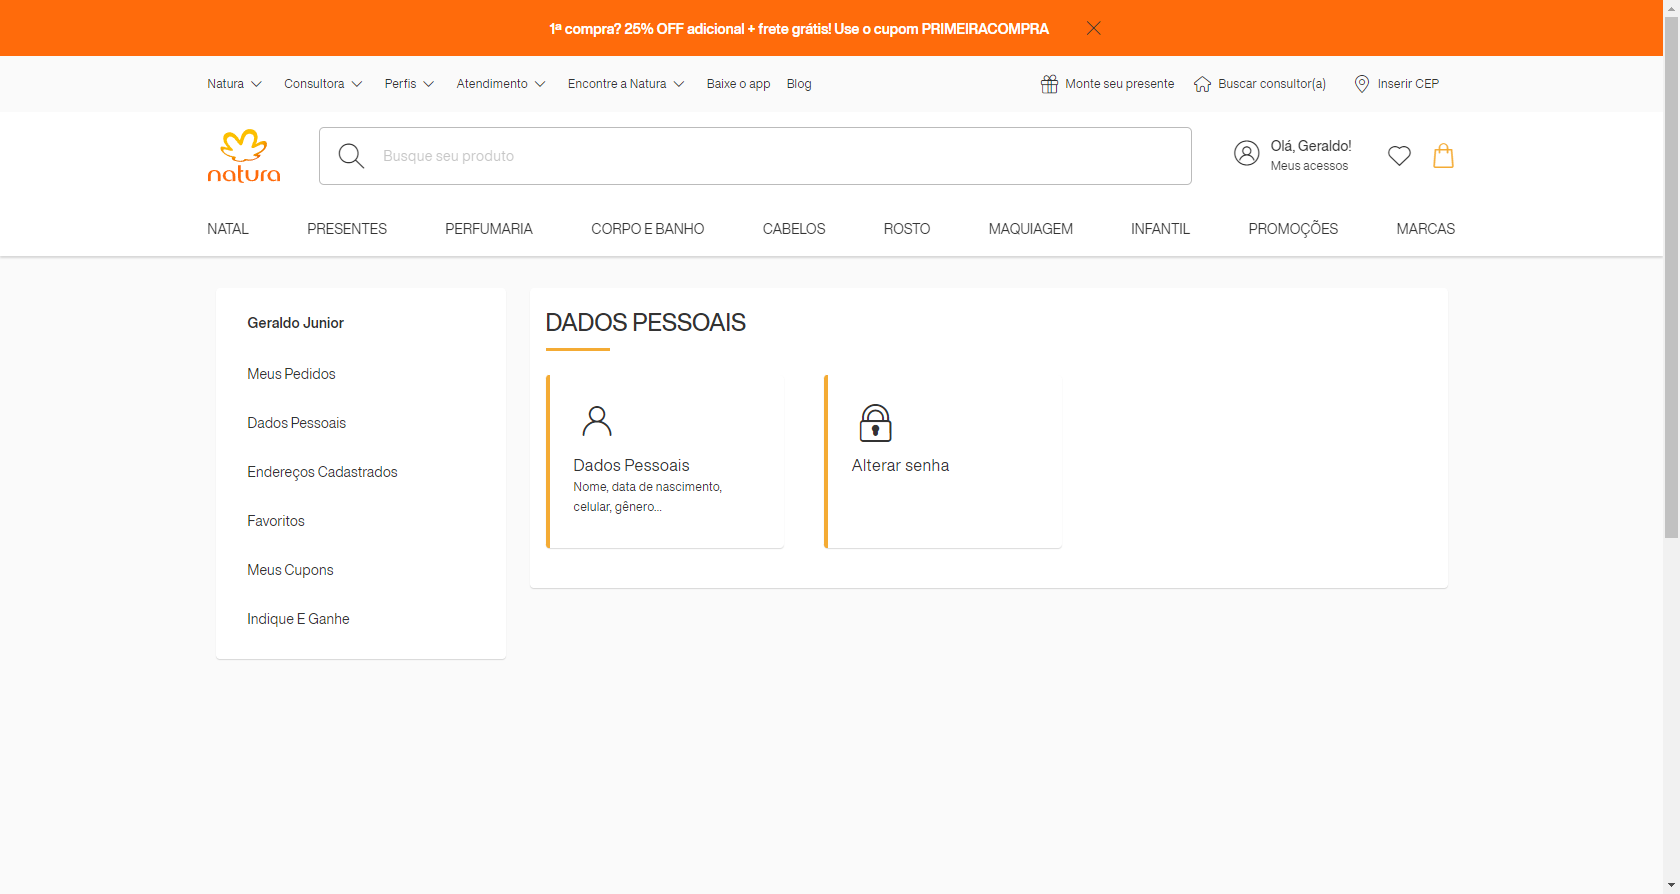 1ª compra? 25% OFF adicional + frete grátis! Use o cupom PRIMEIRACOMPRA
Natura Consultora Perfis Atendimento Encontre a Natura Baixe o app Blog Monte seu presente Buscar consultor(a) Inserir CEP
natura
Busque seu produto
Olá, Geraldo!
Meus acessos
NATAL PRESENTES PERFUMARIA CORPO E BANHO CABELOS ROSTO MAQUIAGEM INFANTIL PROMOÇÕES MARCAS
Geraldo Junior
Meus Pedidos
Dados Pessoais
Endereços Cadastrados
Favoritos
Meus Cupons
Indique E Ganhe
DADOS PESSOAIS
Dados Pessoais
Nome, data de nascimento,
celular, gênero...
Alterar senha